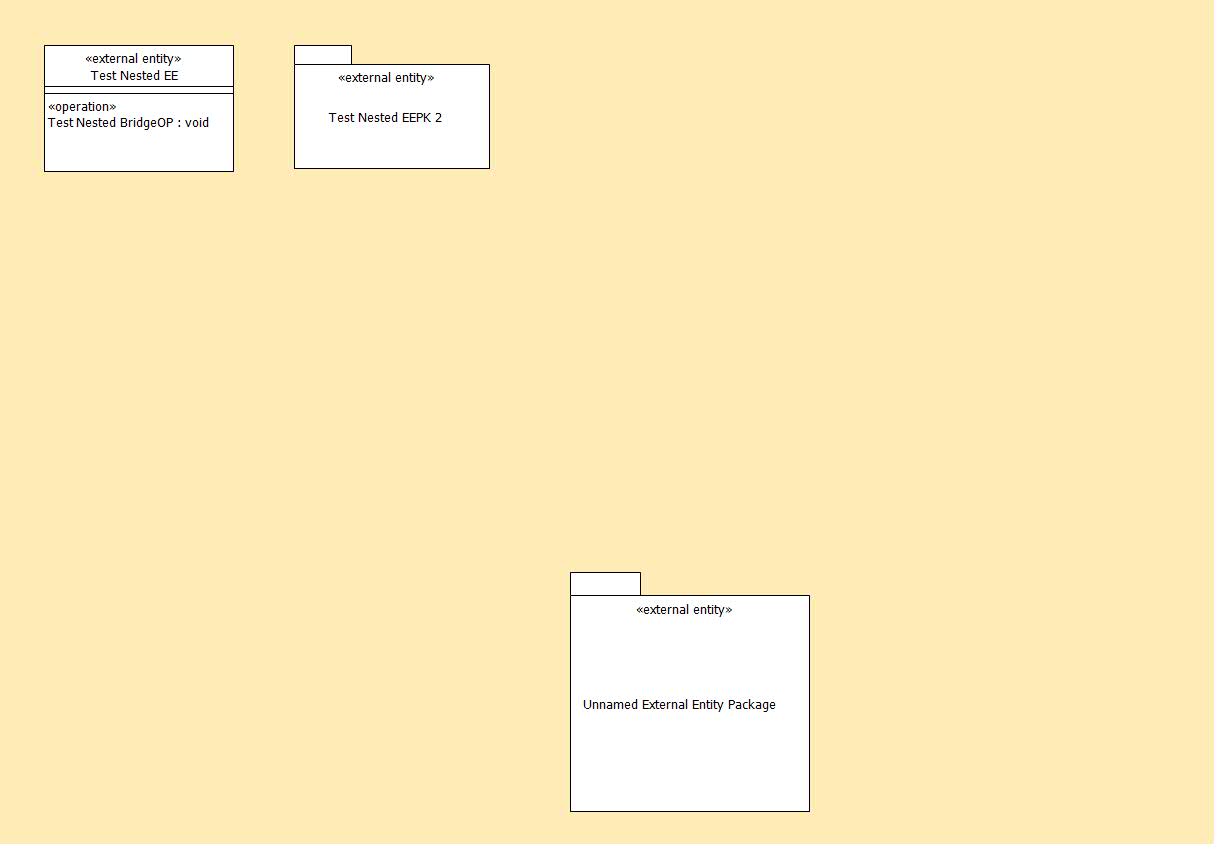 «external entity»
Test Nested EE
«operation»
Test Nested BridgeOP : void
«external entity»
Test Nested EEPK 2
«external entity»
Unnamed External Entity Package